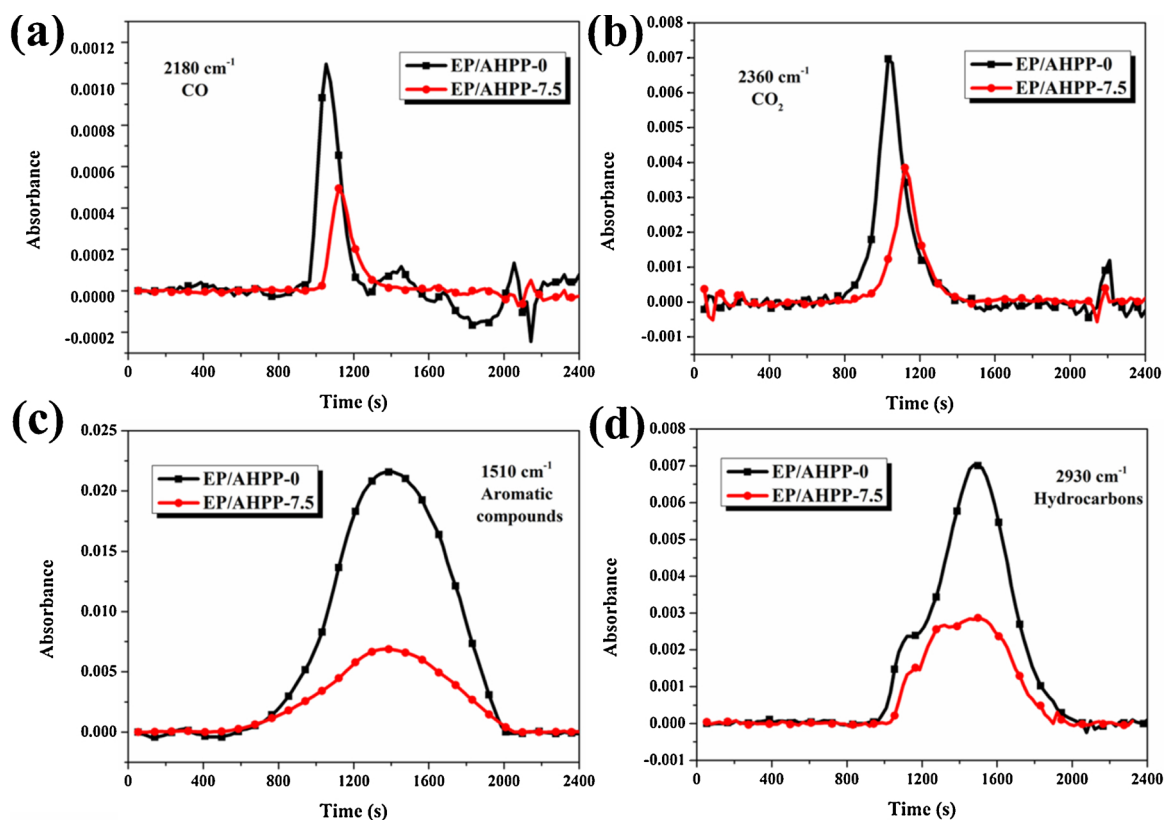 (a)
0.0012
0.0010
0.0008
0.0006
0.0004
0.0002
0.0000
-0.0002
Absorbance
2180 cm⁻¹
CO
EP/AHPP-0
EP/AHPP-7.5
0 400 800 1200 1600 2000 2400
Time (s)
(b)
0.008
0.007
0.006
0.005
0.004
0.003
0.002
0.001
0.000
-0.001
Absorbance
2360 cm⁻¹
CO₂
EP/AHPP-0
EP/AHPP-7.5
0 400 800 1200 1600 2000 2400
Time (s)
(c)
0.025
0.020
0.015
0.010
0.005
0.000
Absorbance
EP/AHPP-0
EP/AHPP-7.5
1510 cm⁻¹
Aromatic
compounds
0 400 800 1200 1600 2000 2400
Time (s)
(d)
0.008
0.007
0.006
0.005
0.004
0.003
0.002
0.001
0.000
-0.001
Absorbance
EP/AHPP-0
EP/AHPP-7.5
2930 cm⁻¹
Hydrocarbons
0 400 800 1200 1600 2000 2400
Time (s)